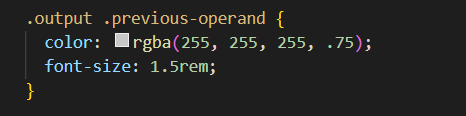 .output .previous-operand {
  color: rgba(255, 255, 255, .75);
  font-size: 1.5rem;
}